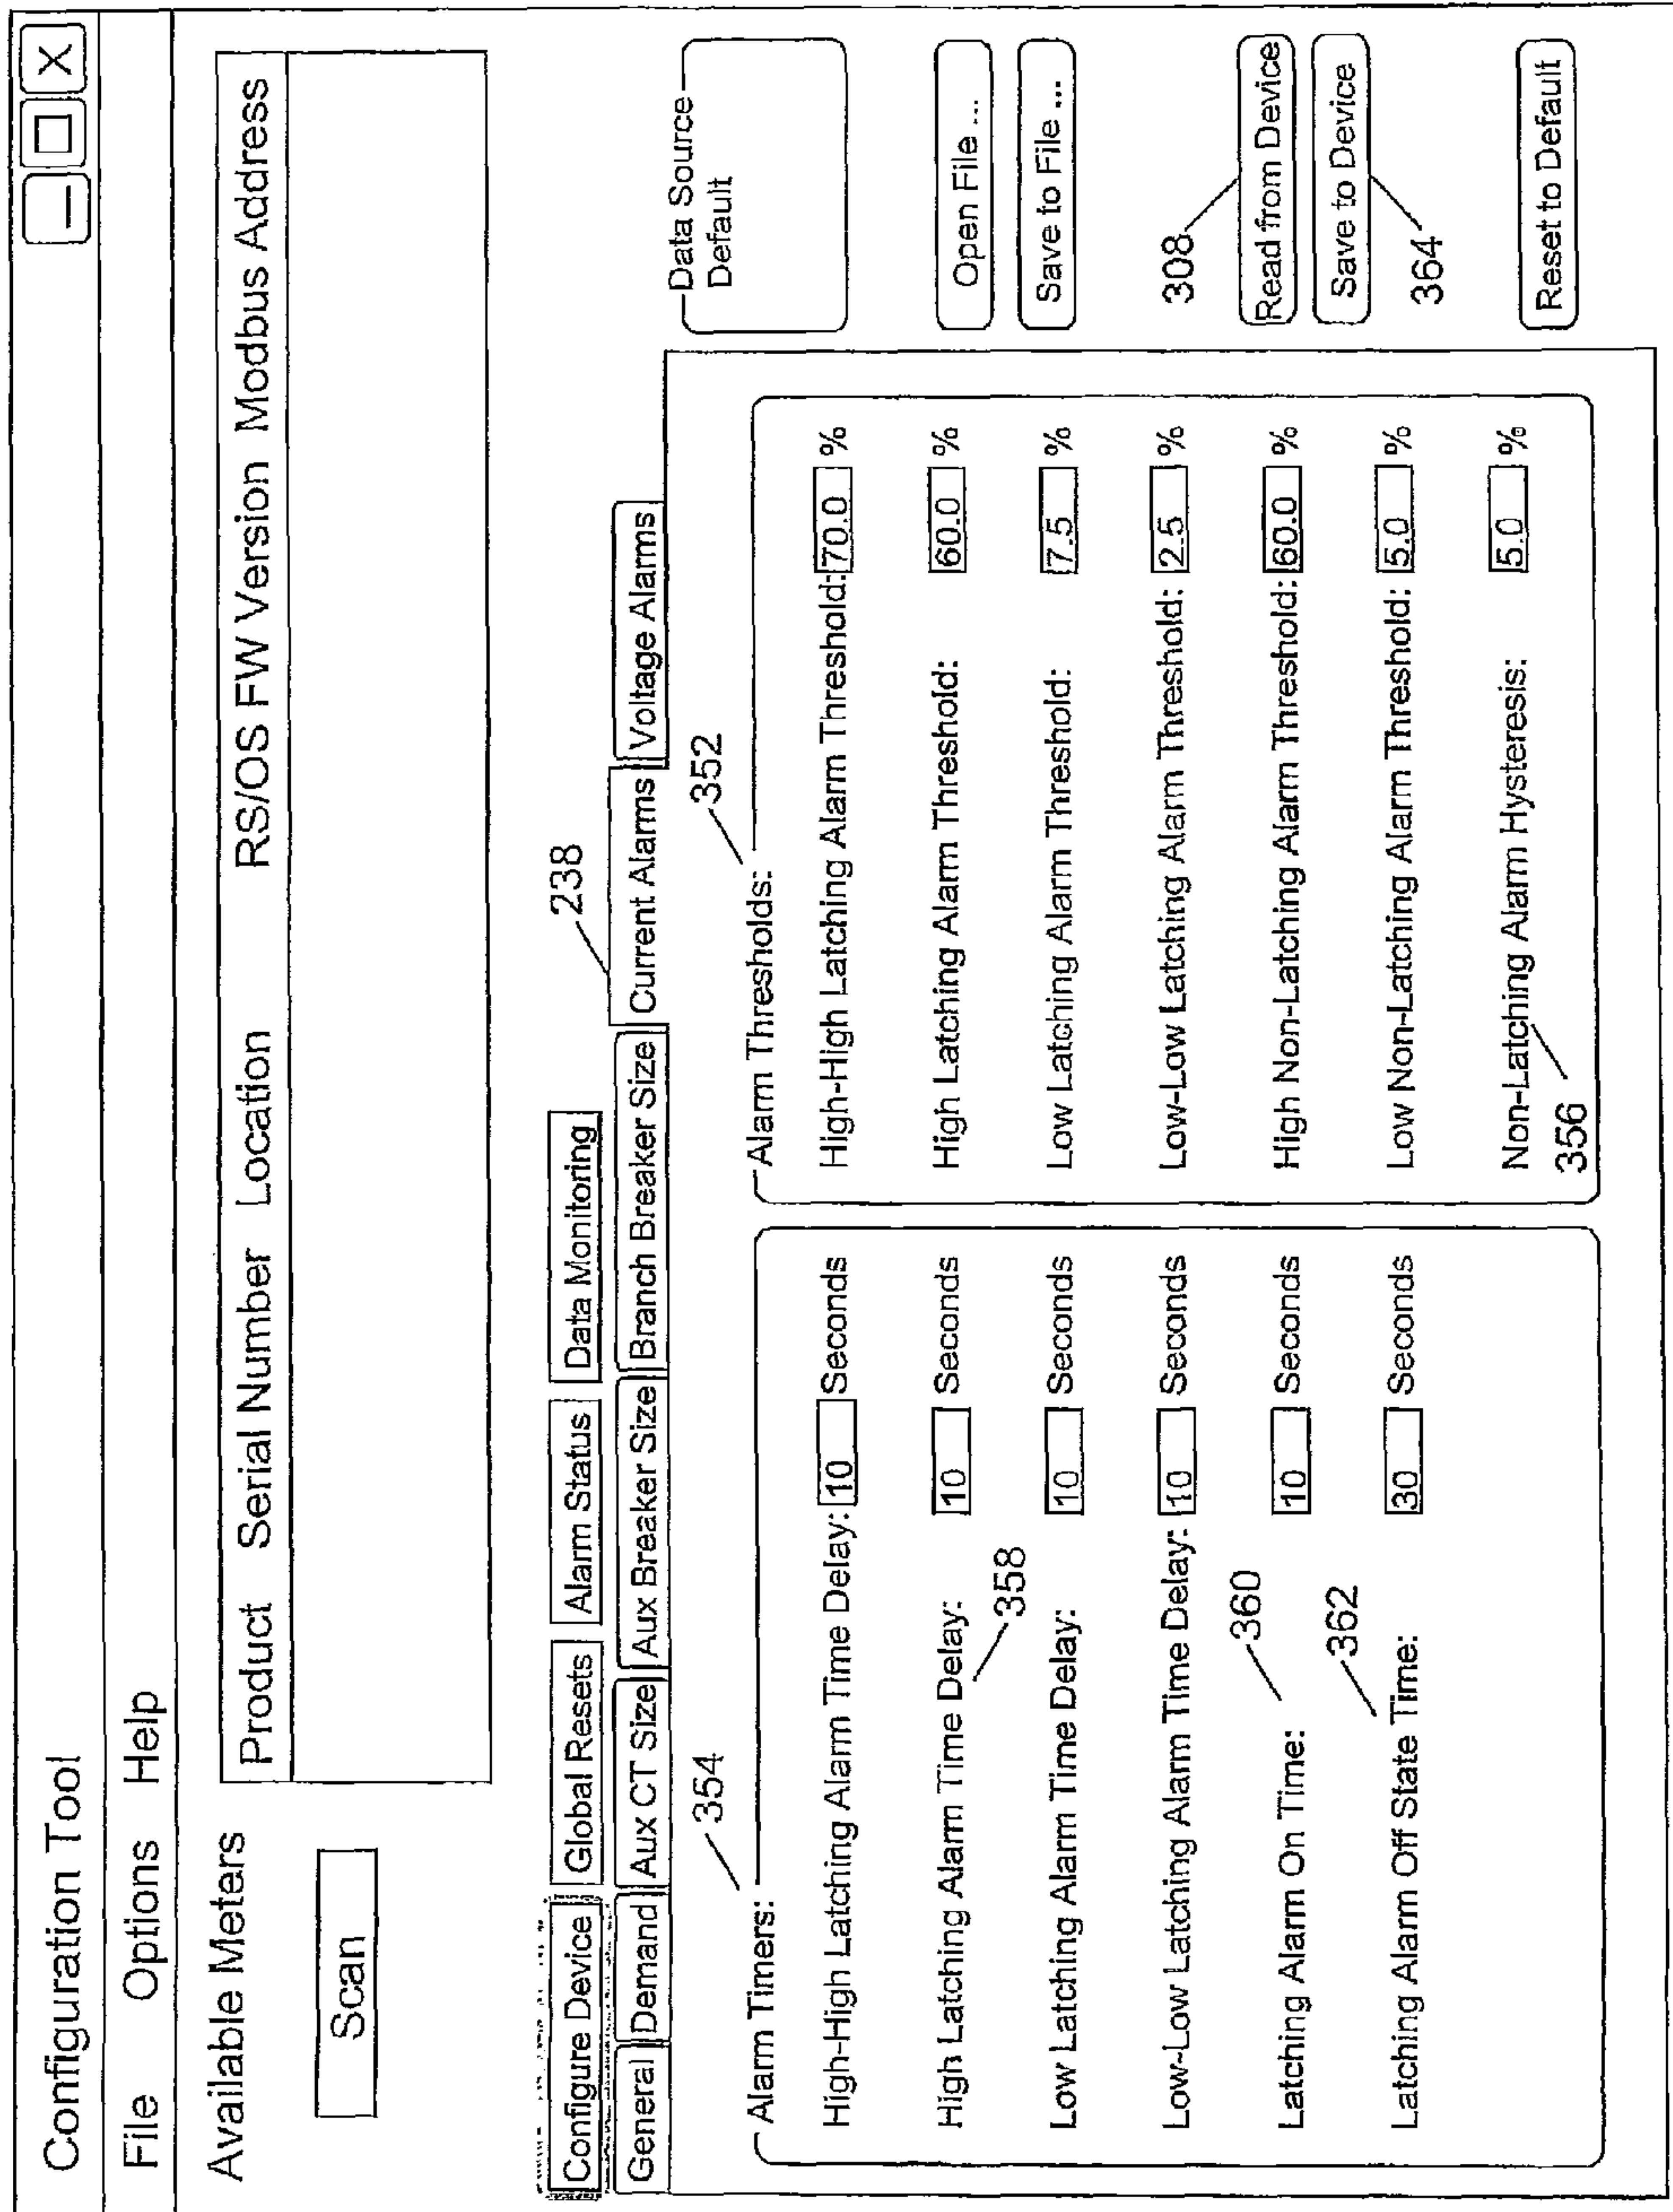 Configuration Tool
File Options Help
Available Meters
Product Serial Number Location RS/OS FW Version Modbus Address
Scan
Configure Device Global Resets Alarm Status Data Monitoring
238
General Demand Aux CT Size Aux Breaker Size Branch Breaker Size Current Alarms Voltage Alarms
Data Source
Default
354
352
Alarm Timers:
High-High Latching Alarm Time Delay: 10 Seconds
High Latching Alarm Time Delay: 10 Seconds
358
Low Latching Alarm Time Delay: 10 Seconds
Low-Low Latching Alarm Time Delay: 10 Seconds
360
Latching Alarm On Time: 10 Seconds
362
Latching Alarm Off State Time: 30 Seconds
Alarm Thresholds:
High-High Latching Alarm Threshold: 70.0 %
High Latching Alarm Threshold: 60.0 %
Low Latching Alarm Threshold: 7.5 %
Low-Low Latching Alarm Threshold: 2.5 %
High Non-Latching Alarm Threshold: 60.0 %
Low Non-Latching Alarm Threshold: 5.0 %
Non-Latching Alarm Hysteresis: 5.0 %
356
Open File ...
Save to File ...
308
Read from Device
Save to Device
364
Reset to Default